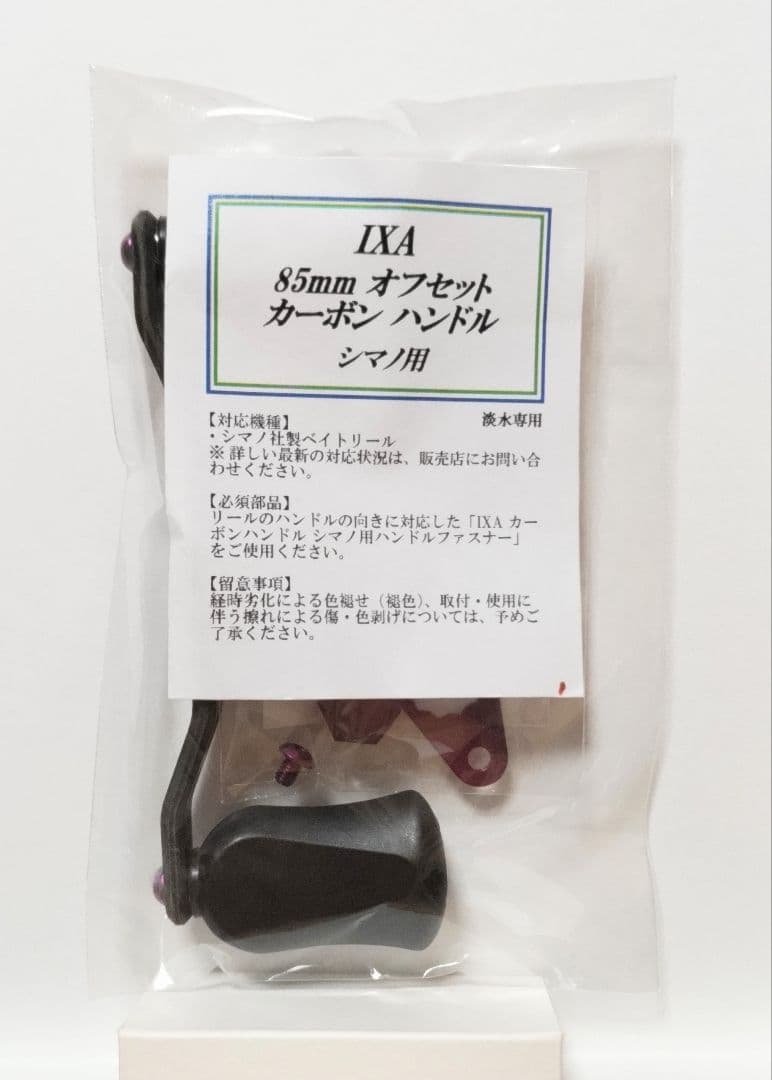 IXA
85mm オフセット
カーボン ハンドル
シマノ用
【対応機種】 淡水専用
・シマノ社製ベイトリール
※詳しい最新の対応状況は、販売店にお問い合
わせください。
【必須部品】
リールのハンドルの向きに対応した「IXA カー
ボンハンドル シマノ用ハンドルファスナー」
をご使用ください。
【留意事項】
経時劣化による色褪せ（褪色）、取付・使用に
伴う擦れによる傷・色剥げについては、予めご
了承ください。